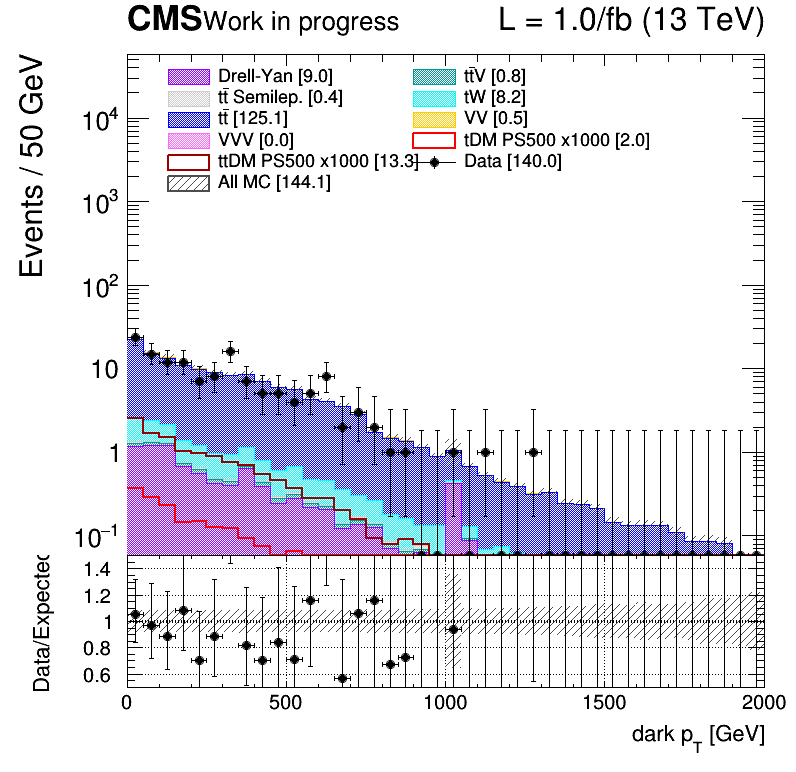 CMS Work in progress L = 1.0/fb (13 TeV)
Events / 50 GeV
Drell-Yan [9.0] tt̄V [0.8]
tt̄ Semilep. [0.4] tW [8.2]
tt̄ [125.1] VV [0.5]
VVV [0.0] tDM PS500 x1000 [2.0]
ttDM PS500 x1000 [13.3] Data [140.0]
All MC [144.1]
10⁴
10³
10²
10
1
10⁻¹
Data/Expected
1.4
1.2
1
0.8
0.6
0 500 1000 1500 2000
dark p_T [GeV]